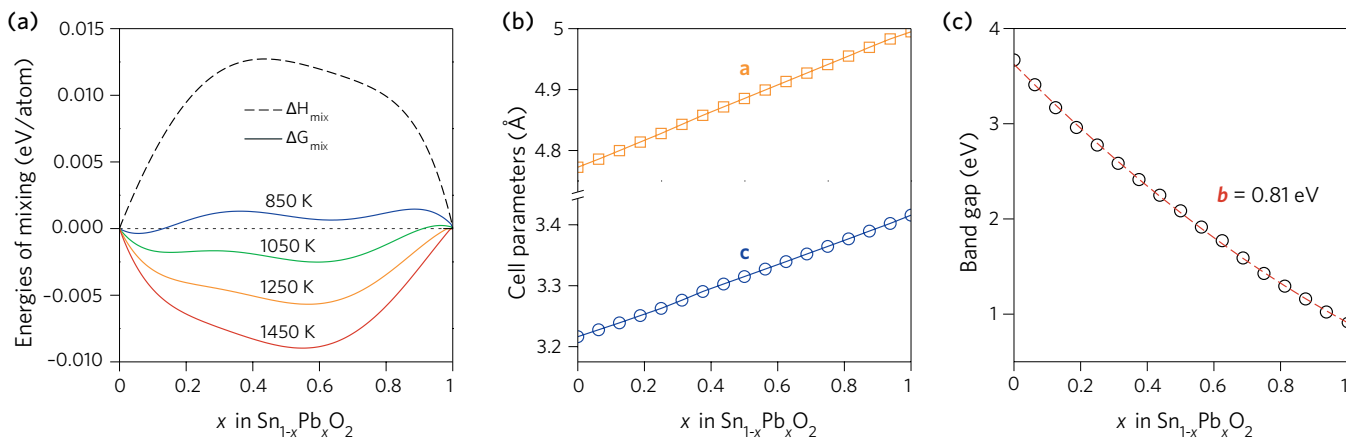 (a)
Energies of mixing (eV/atom)
0.015
0.010
0.005
0.000
-0.005
-0.010
ΔHmix
ΔGmix
850 K
1050 K
1250 K
1450 K
0 0.2 0.4 0.6 0.8 1
x in Sn1-xPbxO2
(b)
Cell parameters (Å)
5
4.9
4.8
3.4
3.3
3.2
a
c
0 0.2 0.4 0.6 0.8 1
x in Sn1-xPbxO2
(c)
Band gap (eV)
4
3
2
1
b = 0.81 eV
0 0.2 0.4 0.6 0.8 1
x in Sn1-xPbxO2